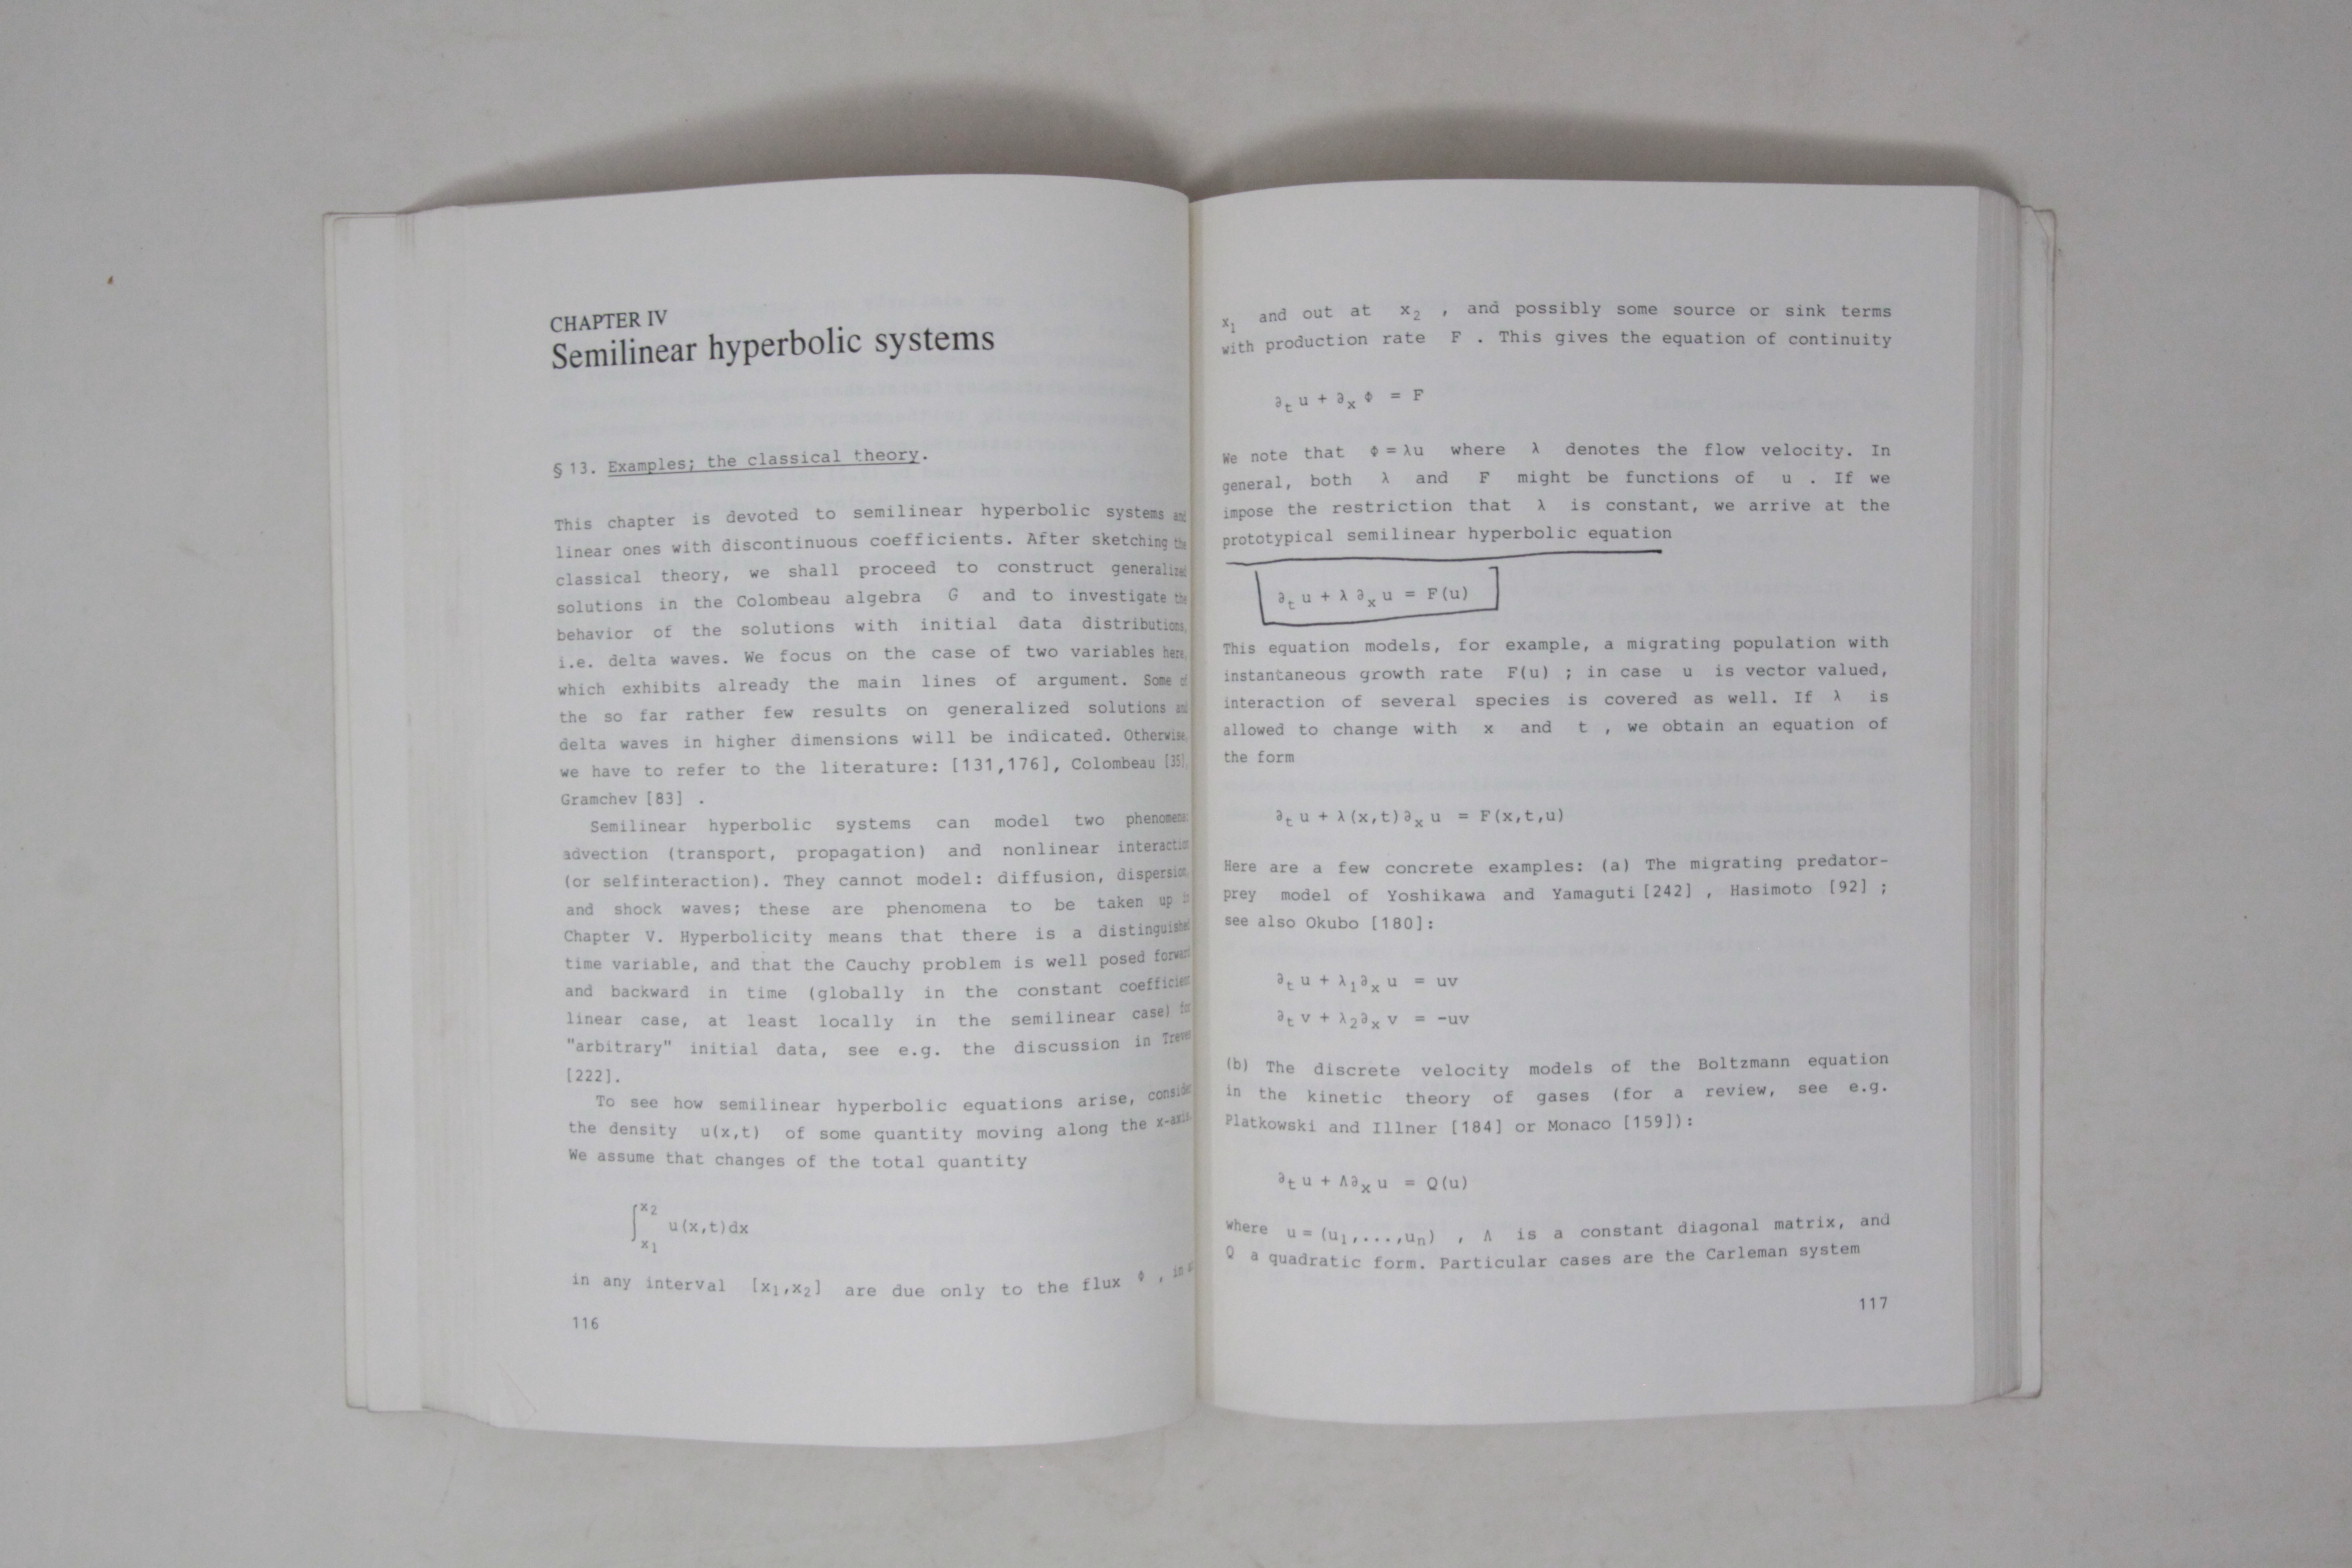 CHAPTER IV
Semilinear hyperbolic systems
§ 13. Examples; the classical theory.
This chapter is devoted to semilinear hyperbolic systems and
linear ones with discontinuous coefficients. After sketching the
classical theory, we shall proceed to construct generalized
solutions in the Colombeau algebra G and to investigate the
behavior of the solutions with initial data distributions,
i.e. delta waves. We focus on the case of two variables here,
which exhibits already the main lines of argument. Some of
the so far rather few results on generalized solutions and
delta waves in higher dimensions will be indicated. Otherwise,
we have to refer to the literature: [131,176], Colombeau [35],
Gramchev [83] .
Semilinear hyperbolic systems can model two phenomena:
advection (transport, propagation) and nonlinear interaction
(or selfinteraction). They cannot model: diffusion, dispersion,
and shock waves; these are phenomena to be taken up in
Chapter V. Hyperbolicity means that there is a distinguished
time variable, and that the Cauchy problem is well posed forward
and backward in time (globally in the constant coefficient
linear case, at least locally in the semilinear case) for
"arbitrary" initial data, see e.g. the discussion in Treves
[222].
To see how semilinear hyperbolic equations arise, consider
the density u(x,t) of some quantity moving along the x-axis.
We assume that changes of the total quantity
∫_{x₁}^{x₂} u(x,t)dx
in any interval [x₁,x₂] are due only to the flux Φ , in at
116
x₁ and out at x₂ , and possibly some source or sink terms
with production rate F . This gives the equation of continuity
∂ₜ u + ∂ₓ Φ = F
We note that Φ = λu where λ denotes the flow velocity. In
general, both λ and F might be functions of u . If we
impose the restriction that λ is constant, we arrive at the
prototypical semilinear hyperbolic equation
∂ₜ u + λ ∂ₓ u = F(u)
This equation models, for example, a migrating population with
instantaneous growth rate F(u) ; in case u is vector valued,
interaction of several species is covered as well. If λ is
allowed to change with x and t , we obtain an equation of
the form
∂ₜ u + λ(x,t)∂ₓ u = F(x,t,u)
Here are a few concrete examples: (a) The migrating predator-
prey model of Yoshikawa and Yamaguti [242] , Hasimoto [92] ;
see also Okubo [180]:
∂ₜ u + λ₁∂ₓ u = uv
∂ₜ v + λ₂∂ₓ v = -uv
(b) The discrete velocity models of the Boltzmann equation
in the kinetic theory of gases (for a review, see e.g.
Platkowski and Illner [184] or Monaco [159]):
∂ₜ u + Λ∂ₓ u = Q(u)
where u = (u₁,...,uₙ) , Λ is a constant diagonal matrix, and
Q a quadratic form. Particular cases are the Carleman system
117